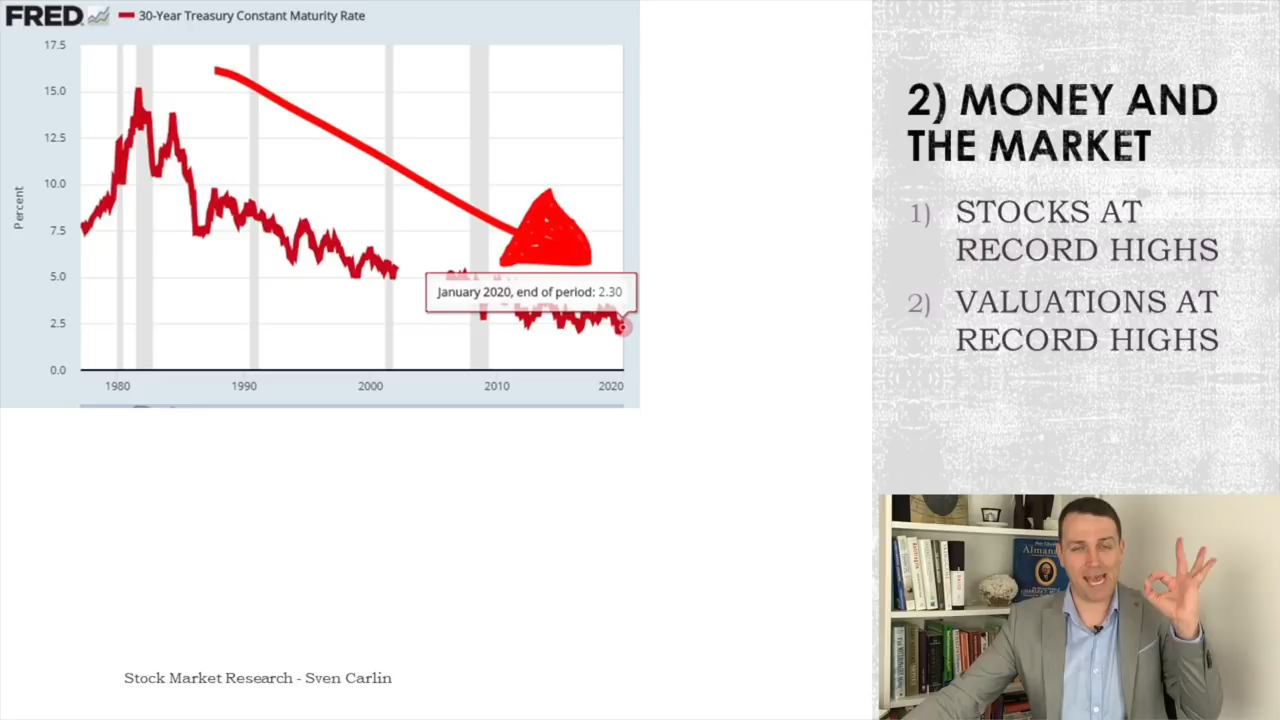 FRED
30-Year Treasury Constant Maturity Rate
17.5
15.0
12.5
10.0
7.5
5.0
2.5
0.0
Percent
January 2020, end of period: 2.30
1980
1990
2000
2010
2020
2) MONEY AND
THE MARKET
1) STOCKS AT
RECORD HIGHS
2) VALUATIONS AT
RECORD HIGHS
Stock Market Research - Sven Carlin